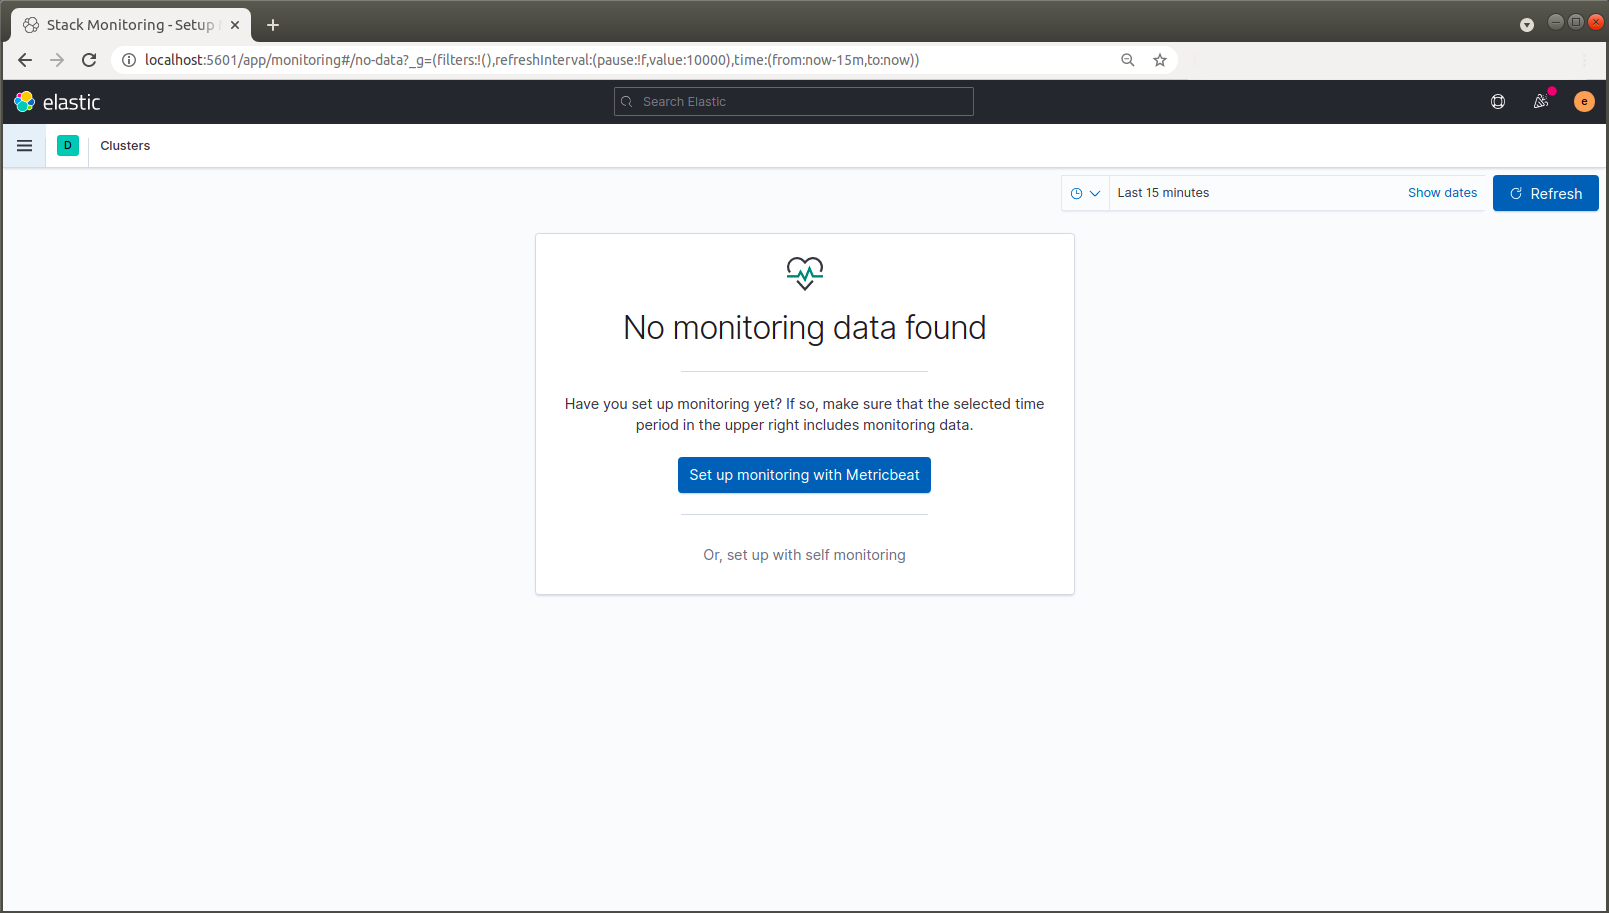 Stack Monitoring - Setup
localhost:5601/app/monitoring#/no-data?_g=(filters:!(),refreshInterval:(pause:!f,value:10000),time:(from:now-15m,to:now))
elastic
Search Elastic
e
D
Clusters
Last 15 minutes
Show dates
Refresh
No monitoring data found
Have you set up monitoring yet? If so, make sure that the selected time
period in the upper right includes monitoring data.
Set up monitoring with Metricbeat
Or, set up with self monitoring